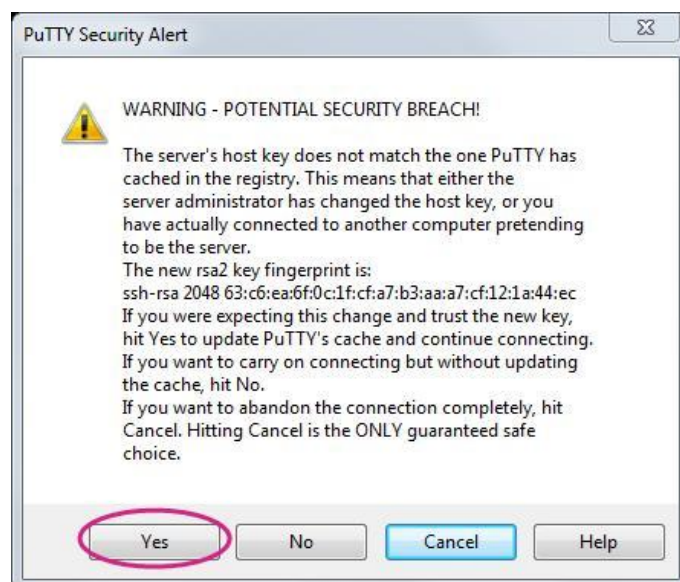 PuTTY Security Alert
WARNING - POTENTIAL SECURITY BREACH!
The server's host key does not match the one PuTTY has
cached in the registry. This means that either the
server administrator has changed the host key, or you
have actually connected to another computer pretending
to be the server.
The new rsa2 key fingerprint is:
ssh-rsa 2048 63:c6:ea:6f:0c:1f:cf:a7:b3:aa:a7:cf:12:1a:44:ec
If you were expecting this change and trust the new key,
hit Yes to update PuTTY's cache and continue connecting.
If you want to carry on connecting but without updating
the cache, hit No.
If you want to abandon the connection completely, hit
Cancel. Hitting Cancel is the ONLY guaranteed safe
choice.
Yes No Cancel Help